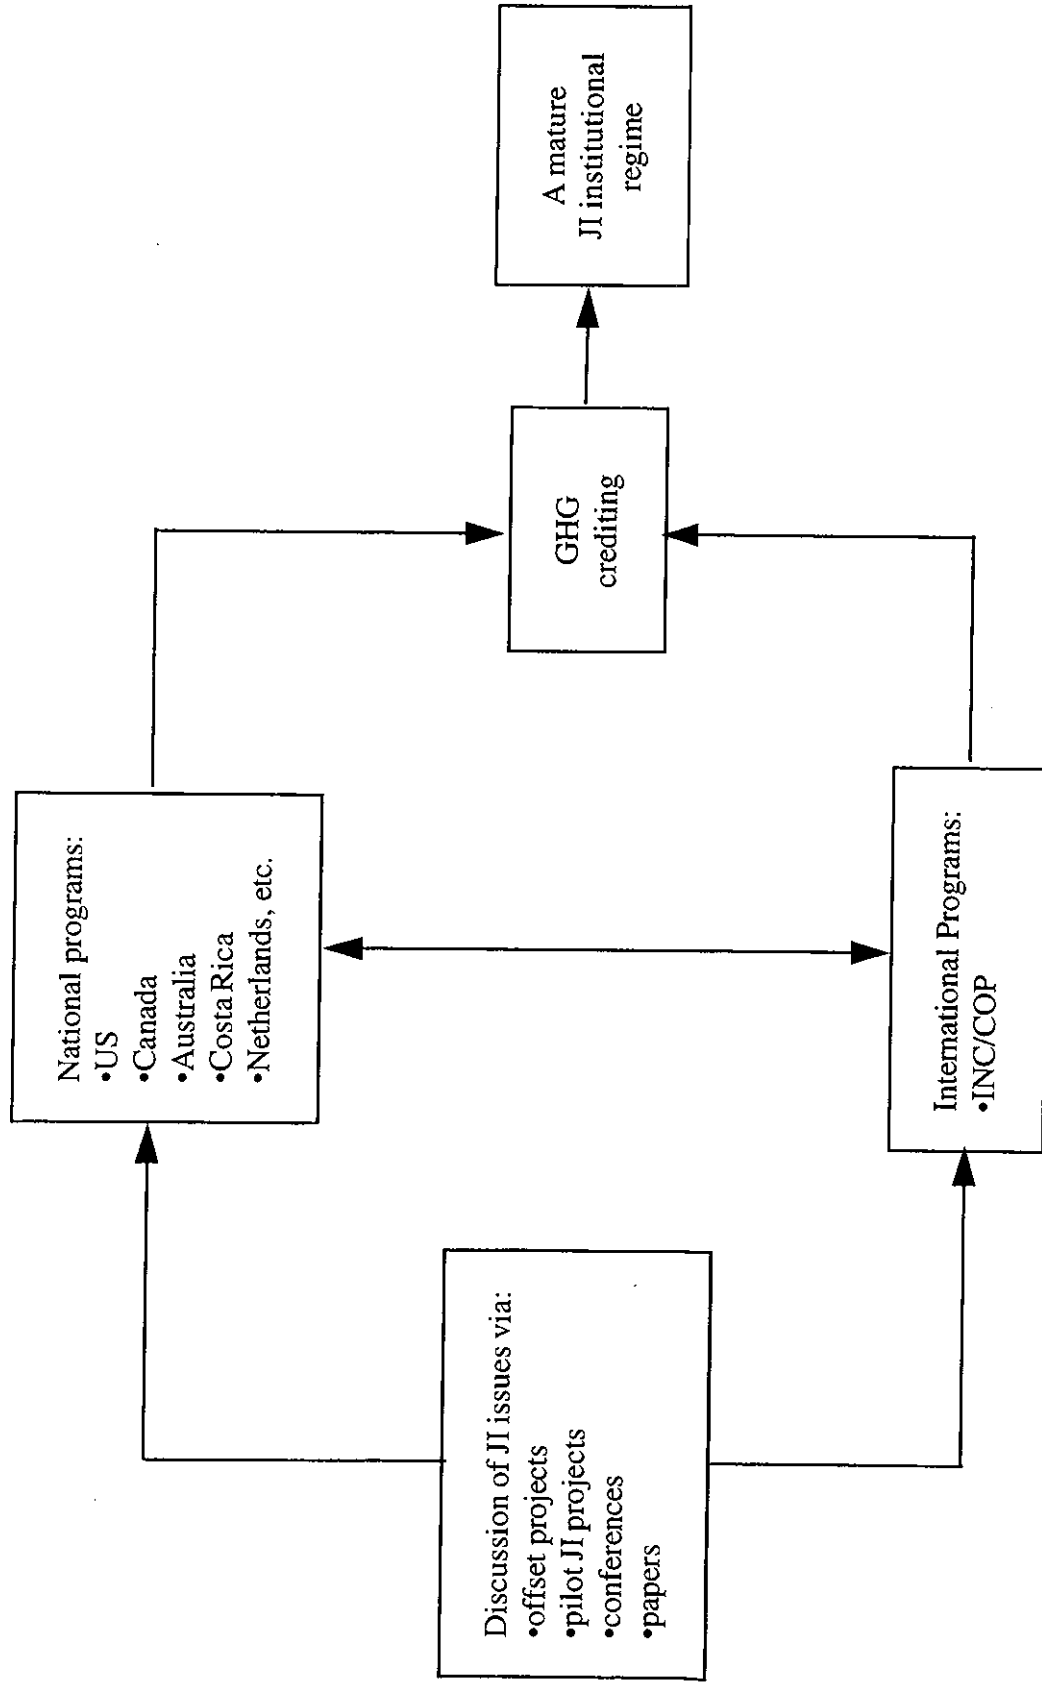 Discussion of JI issues via:
•offset projects
•pilot JI projects
•conferences
•papers
National programs:
•US
•Canada
•Australia
•Costa Rica
•Netherlands, etc.
International Programs:
•INC/COP
GHG
crediting
A mature
JI institutional
regime